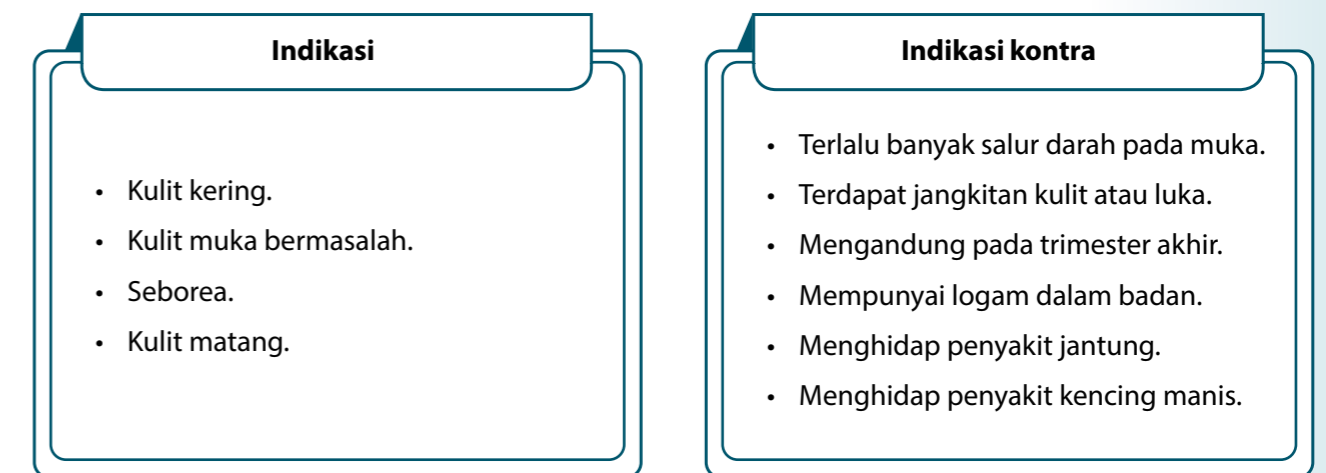 Indikasi
• Kulit kering.
• Kulit muka bermasalah.
• Seborea.
• Kulit matang.
Indikasi kontra
• Terlalu banyak salur darah pada muka.
• Terdapat jangkitan kulit atau luka.
• Mengandung pada trimester akhir.
• Mempunyai logam dalam badan.
• Menghidap penyakit jantung.
• Menghidap penyakit kencing manis.